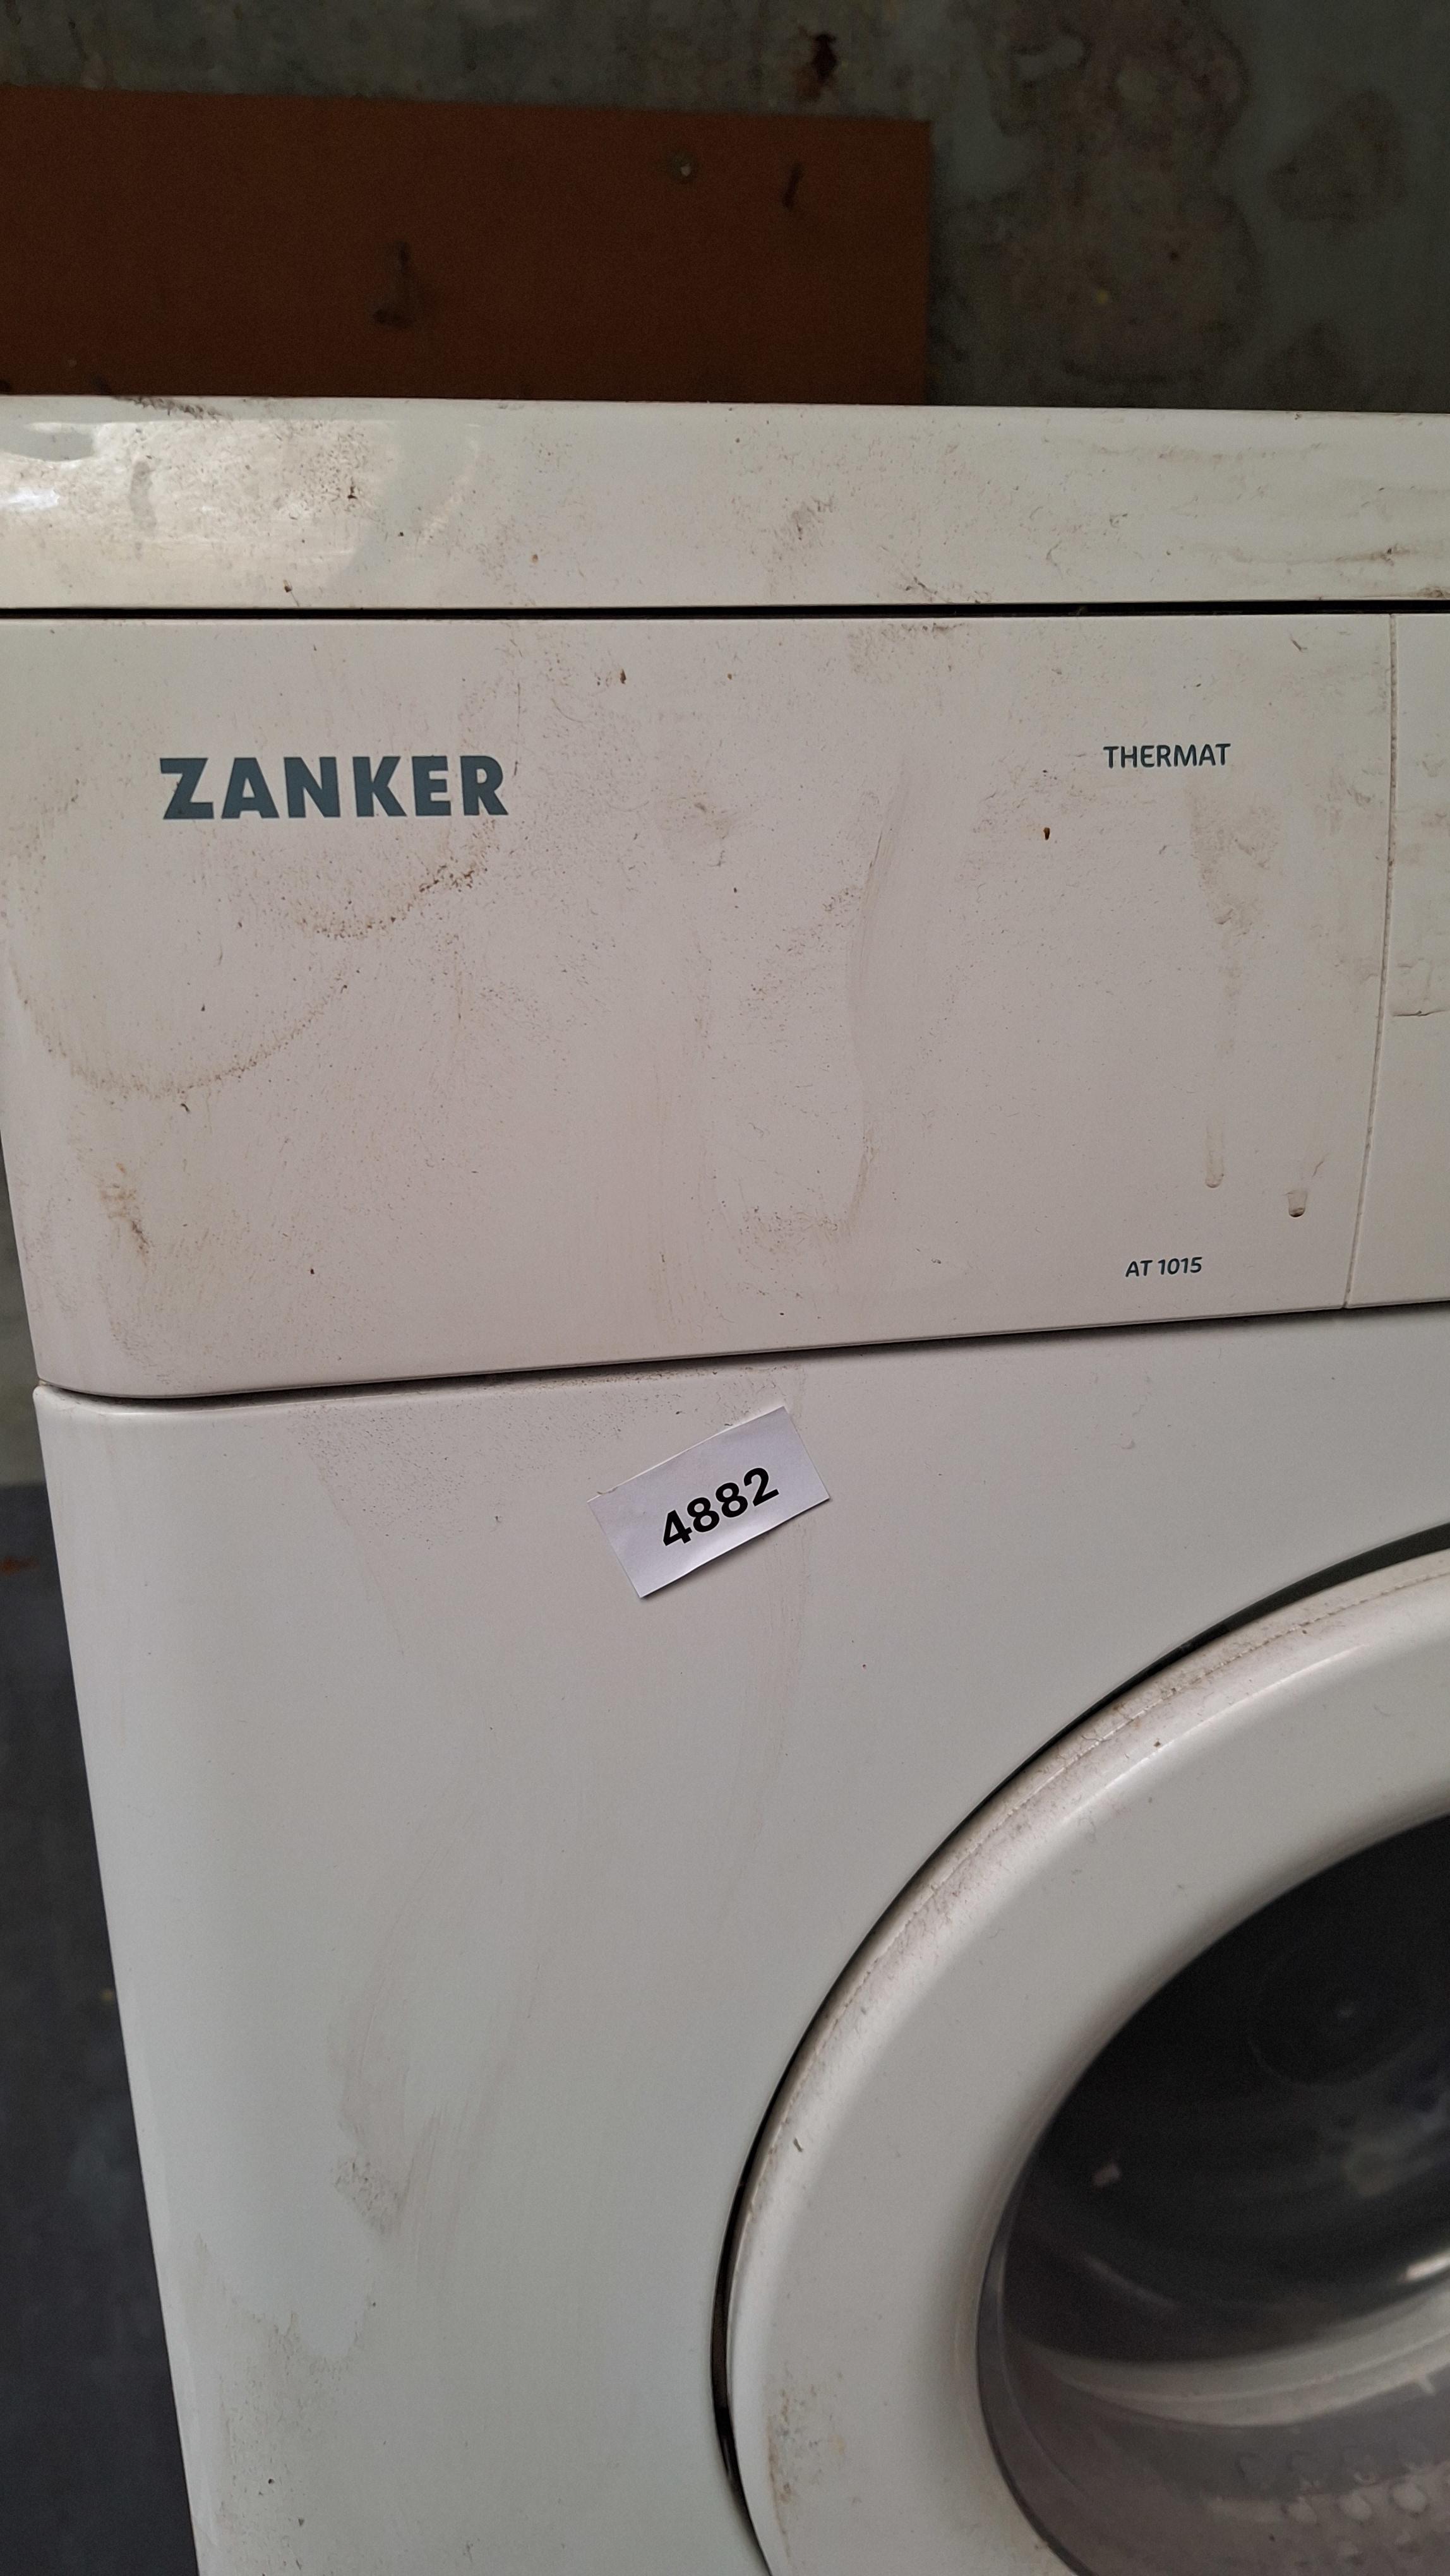 ZANKER
THERMAT
AT 1015
4882